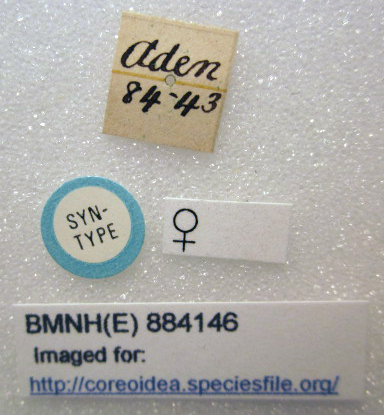 Aden
84-43
SYN-
TYPE
♀
BMNH(E) 884146
Imaged for:
http://coreoidea.speciesfile.org/